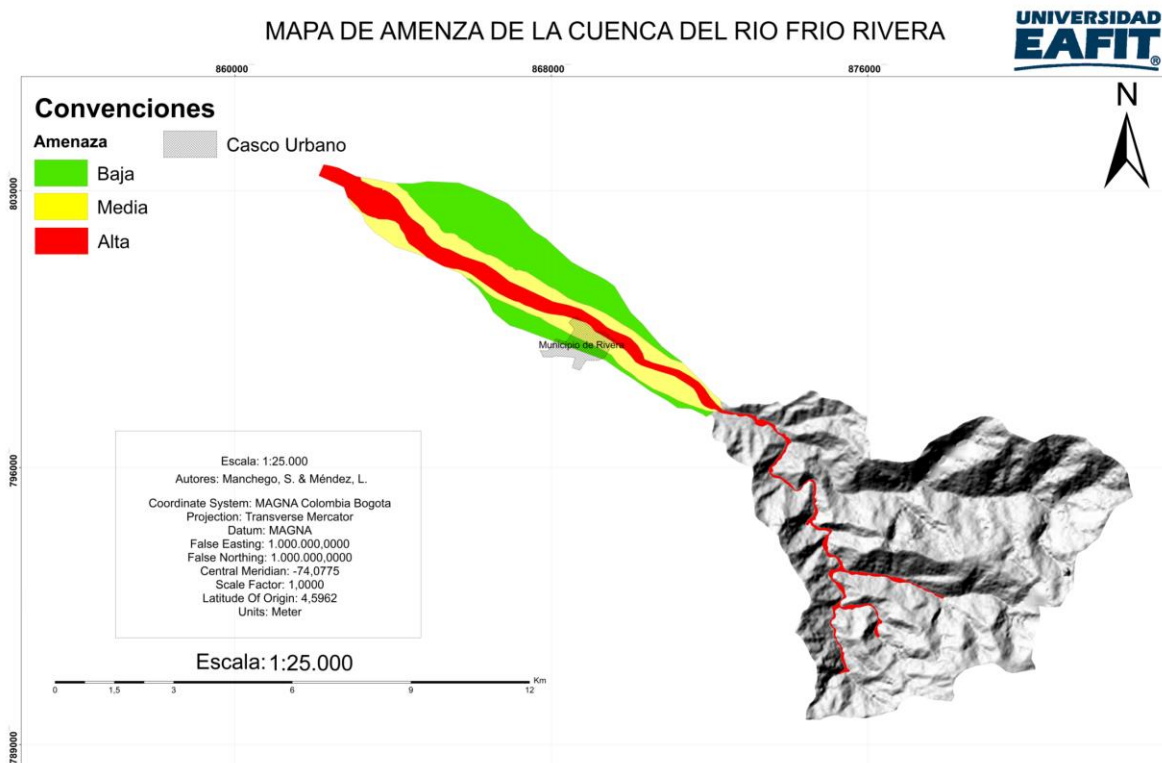 MAPA DE AMENZA DE LA CUENCA DEL RIO FRIO RIVERA
UNIVERSIDAD
EAFIT®
860000
868000
876000
N
Convenciones
Amenaza
Casco Urbano
Baja
Media
Alta
803000
796000
789000
Municipio de Rivera
Escala: 1:25.000
Autores: Manchego, S. & Méndez, L.
Coordinate System: MAGNA Colombia Bogota
Projection: Transverse Mercator
Datum: MAGNA
False Easting: 1.000.000,0000
False Northing: 1.000.000,0000
Central Meridian: -74,0775
Scale Factor: 1,0000
Latitude Of Origin: 4,5962
Units: Meter
Escala: 1:25.000
0 1,5 3 6 9 12 Km